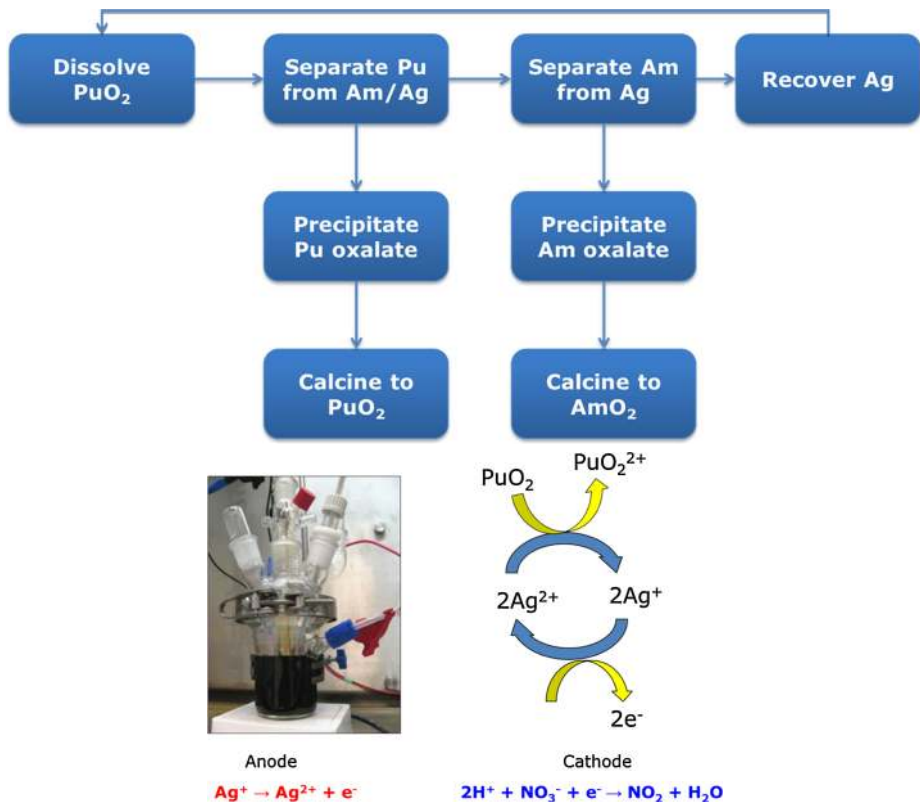 Dissolve
PuO₂
Separate Pu
from Am/Ag
Separate Am
from Ag
Recover Ag
Precipitate
Pu oxalate
Precipitate
Am oxalate
Calcine to
PuO₂
Calcine to
AmO₂
PuO₂
PuO₂²⁺
2Ag²⁺
2Ag⁺
2e⁻
Anode
Cathode
Ag⁺ → Ag²⁺ + e⁻
2H⁺ + NO₃⁻ + e⁻ → NO₂ + H₂O